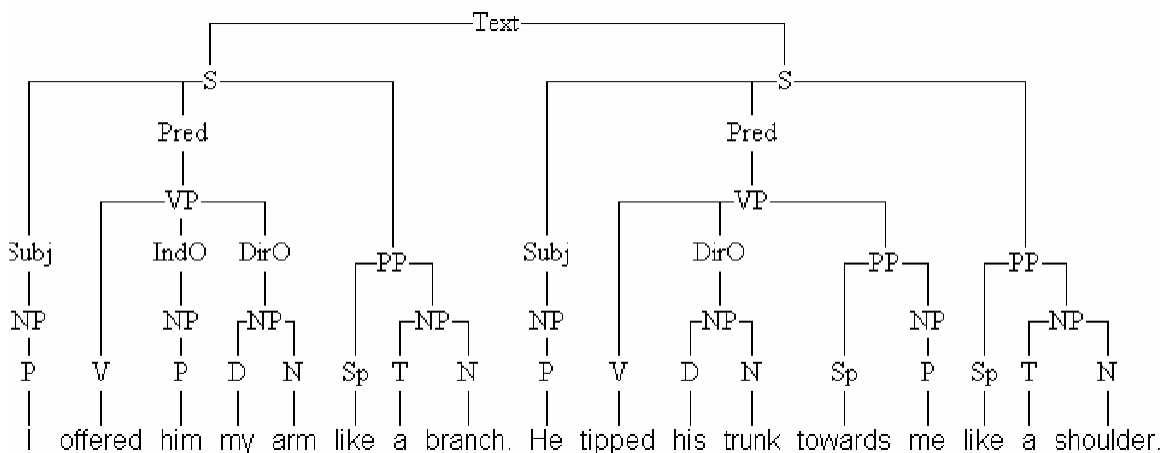 Text
S S
Pred Pred
VP VP
Subj IndO DirO PP Subj DirO PP PP
NP NP NP NP NP NP NP NP
P V P D N Sp T N P V D N Sp P Sp T N
I offered him my arm like a branch. He tipped his trunk towards me like a shoulder.